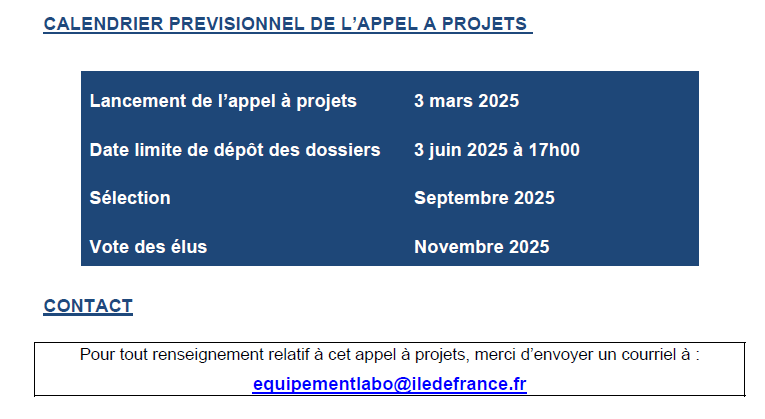 CALENDRIER PREVISIONNEL DE L'APPEL A PROJETS
Lancement de l'appel à projets 3 mars 2025
Date limite de dépôt des dossiers 3 juin 2025 à 17h00
Sélection Septembre 2025
Vote des élus Novembre 2025
CONTACT
Pour tout renseignement relatif à cet appel à projets, merci d'envoyer un courriel à :
equipementlabo@iledefrance.fr